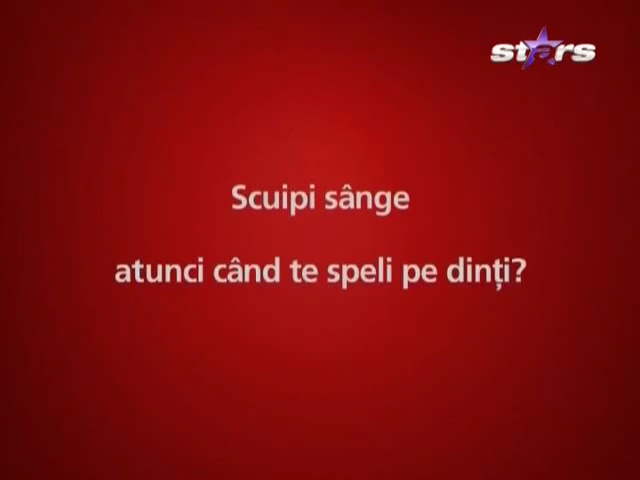 stars
Scuipi sânge
atunci când te speli pe dinți?